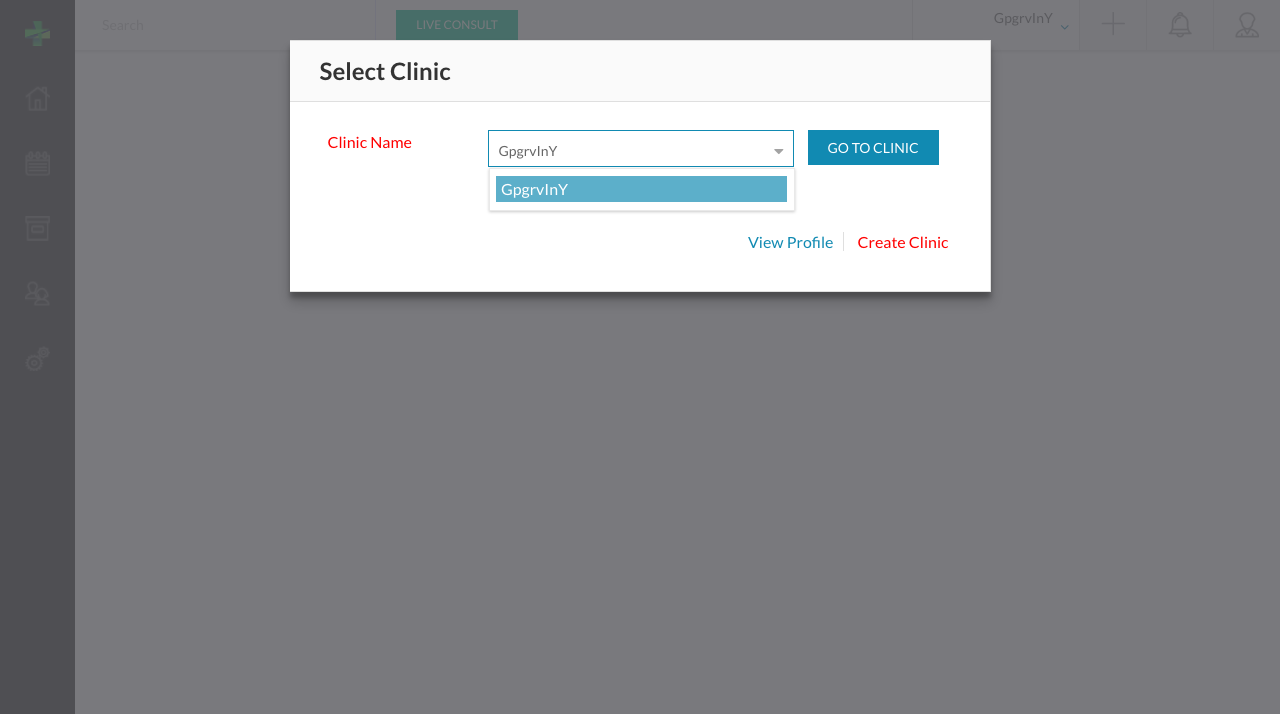 Search
LIVE CONSULT
GpgrvInY
Select Clinic
Clinic Name
GpgrvInY
GO TO CLINIC
GpgrvInY
View Profile
Create Clinic